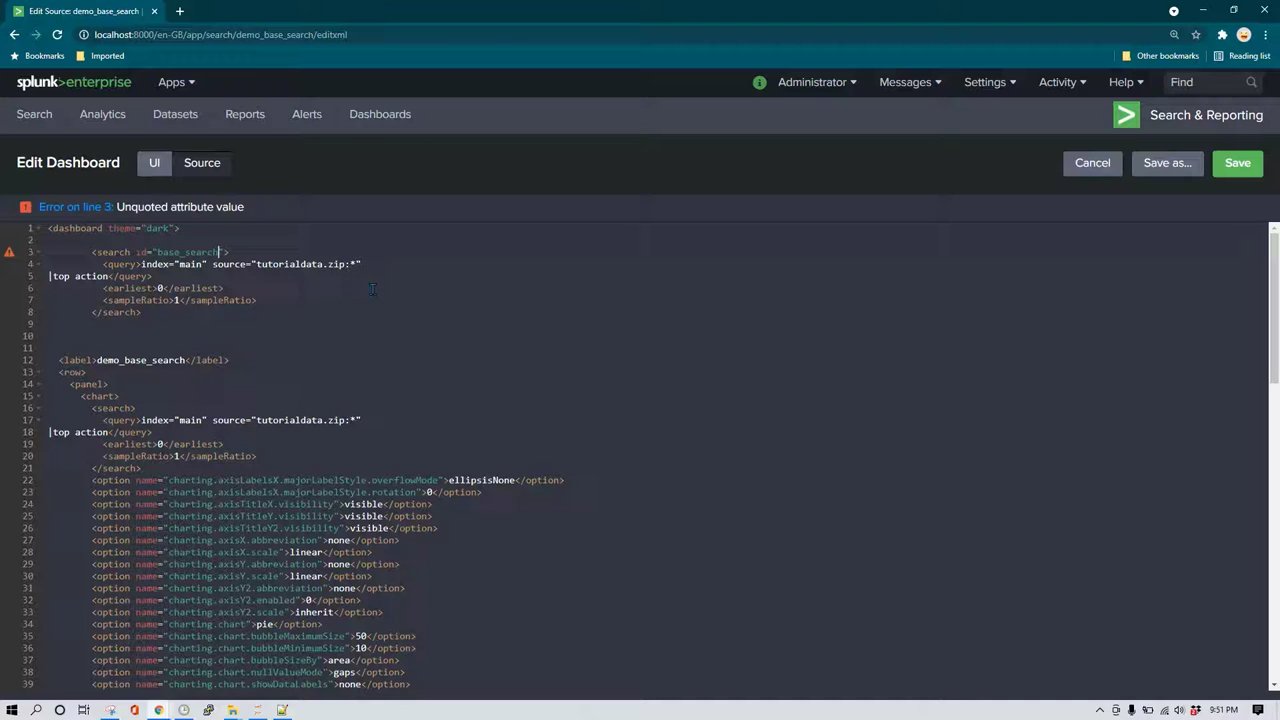 Edit Source: demo_base_search |
localhost:8000/en-GB/app/search/demo_base_search/editxml
Bookmarks Imported Other bookmarks Reading list
splunk>enterprise Apps Administrator Messages Settings Activity Help Find
Search Analytics Datasets Reports Alerts Dashboards Search & Reporting
Edit Dashboard UI Source Cancel Save as... Save
Error on line 3: Unquoted attribute value
1 <dashboard theme="dark">
2
3 <search id="base_search">
4 <query>index="main" source="tutorialdata.zip:*"
5 |top action</query>
6 <earliest>0</earliest>
7 <sampleRatio>1</sampleRatio>
8 </search>
9
10
11
12 <label>demo_base_search</label>
13 <row>
14 <panel>
15 <chart>
16 <search>
17 <query>index="main" source="tutorialdata.zip:*"
18 |top action</query>
19 <earliest>0</earliest>
20 <sampleRatio>1</sampleRatio>
21 </search>
22 <option name="charting.axisLabelsX.majorLabelStyle.overflowMode">ellipsisNone</option>
23 <option name="charting.axisLabelsX.majorLabelStyle.rotation">0</option>
24 <option name="charting.axisTitleX.visibility">visible</option>
25 <option name="charting.axisTitleY.visibility">visible</option>
26 <option name="charting.axisTitleY2.visibility">visible</option>
27 <option name="charting.axisX.abbreviation">none</option>
28 <option name="charting.axisX.scale">linear</option>
29 <option name="charting.axisY.abbreviation">none</option>
30 <option name="charting.axisY.scale">linear</option>
31 <option name="charting.axisY2.abbreviation">none</option>
32 <option name="charting.axisY2.enabled">0</option>
33 <option name="charting.axisY2.scale">inherit</option>
34 <option name="charting.chart">pie</option>
35 <option name="charting.chart.bubbleMaximumSize">50</option>
36 <option name="charting.chart.bubbleMinimumSize">10</option>
37 <option name="charting.chart.bubbleSizeBy">area</option>
38 <option name="charting.chart.nullValueMode">gaps</option>
39 <option name="charting.chart.showDataLabels">none</option>
9:51 PM